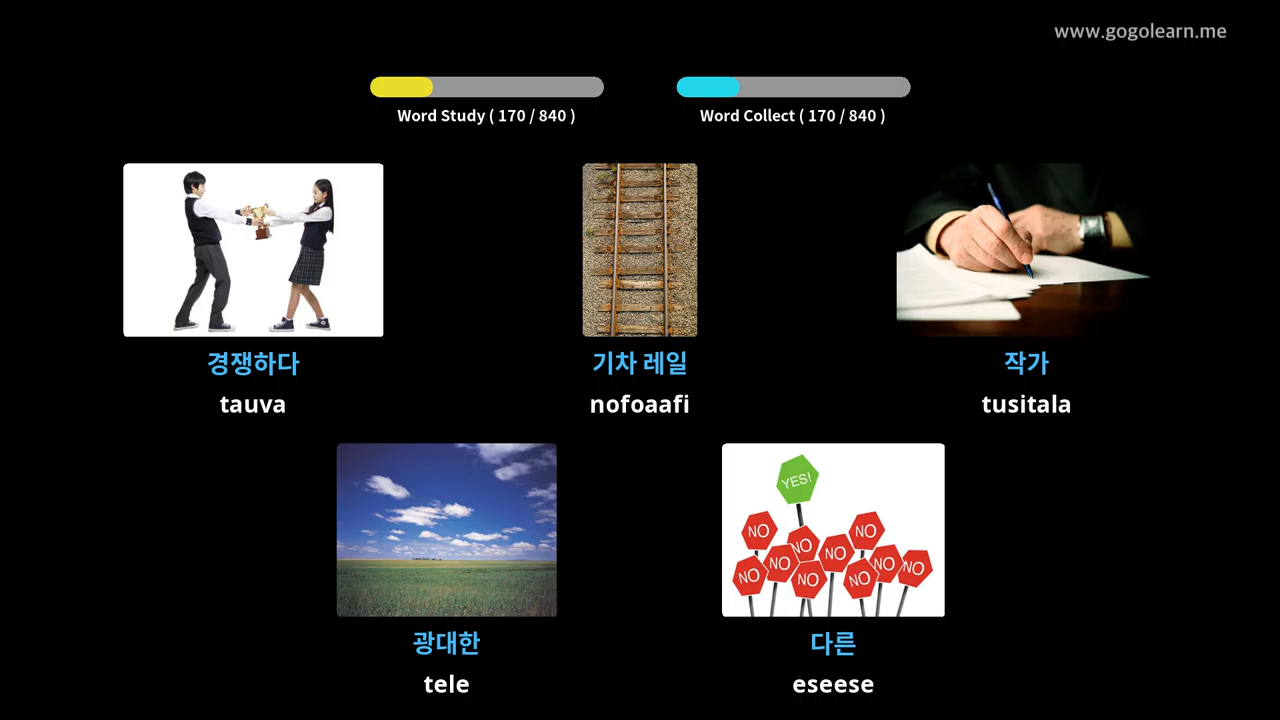 www.gogolearn.me
Word Study ( 170 / 840 )
Word Collect ( 170 / 840 )
경쟁하다
tauva
기차 레일
nofoaafi
작가
tusitala
광대한
tele
다른
eseese
YES!
NO
NO
NO
NO
NO
NO
NO
NO
NO
NO